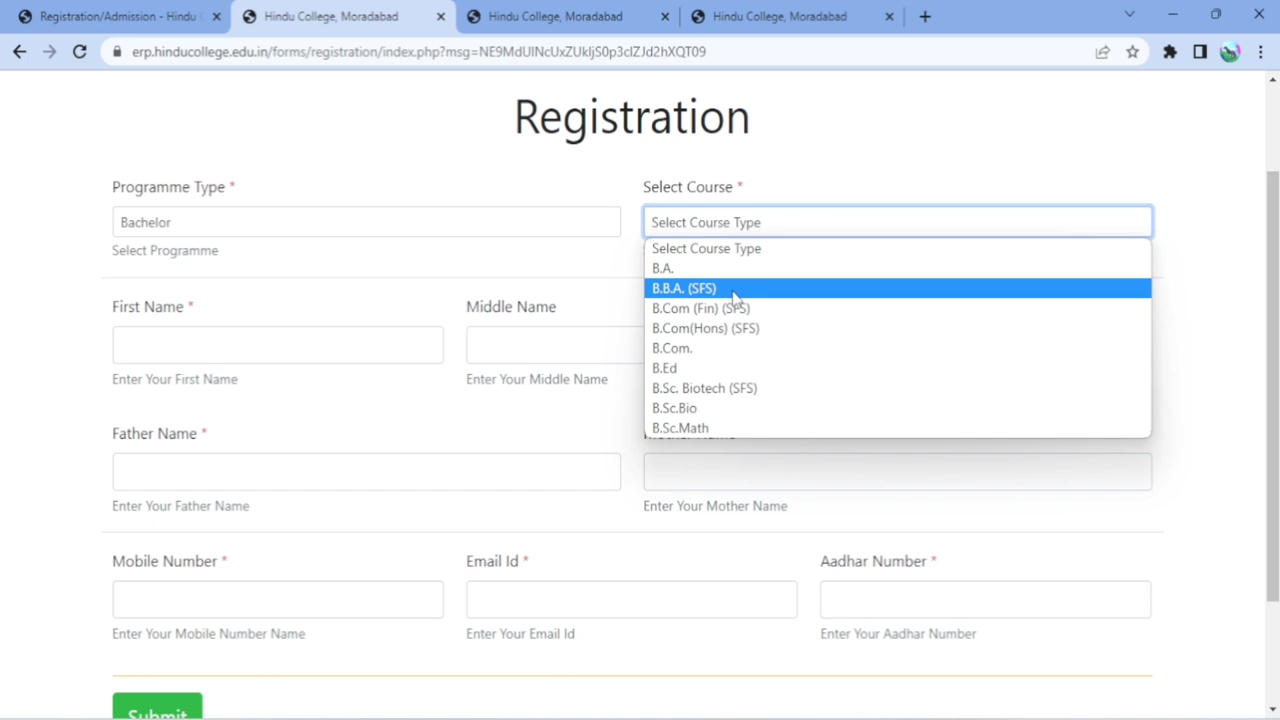 Registration/Admission - Hindu C
Hindu College, Moradabad
Hindu College, Moradabad
Hindu College, Moradabad
erp.hinducollege.edu.in/forms/registration/index.php?msg=
Registration
Programme Type *
Select Course *
Bachelor
Select Course Type
Select Programme
Select Course Type
B.A.
B.B.A. (SFS)
B.Com (Fin) (SFS)
B.Com(Hons) (SFS)
B.Com.
B.Ed
B.Sc. Biotech (SFS)
B.Sc.Bio
B.Sc.Math
First Name *
Middle Name
Enter Your First Name
Enter Your Middle Name
Father Name *
Enter Your Father Name
Enter Your Mother Name
Mobile Number *
Email Id *
Aadhar Number *
Enter Your Mobile Number Name
Enter Your Email Id
Enter Your Aadhar Number
Submit